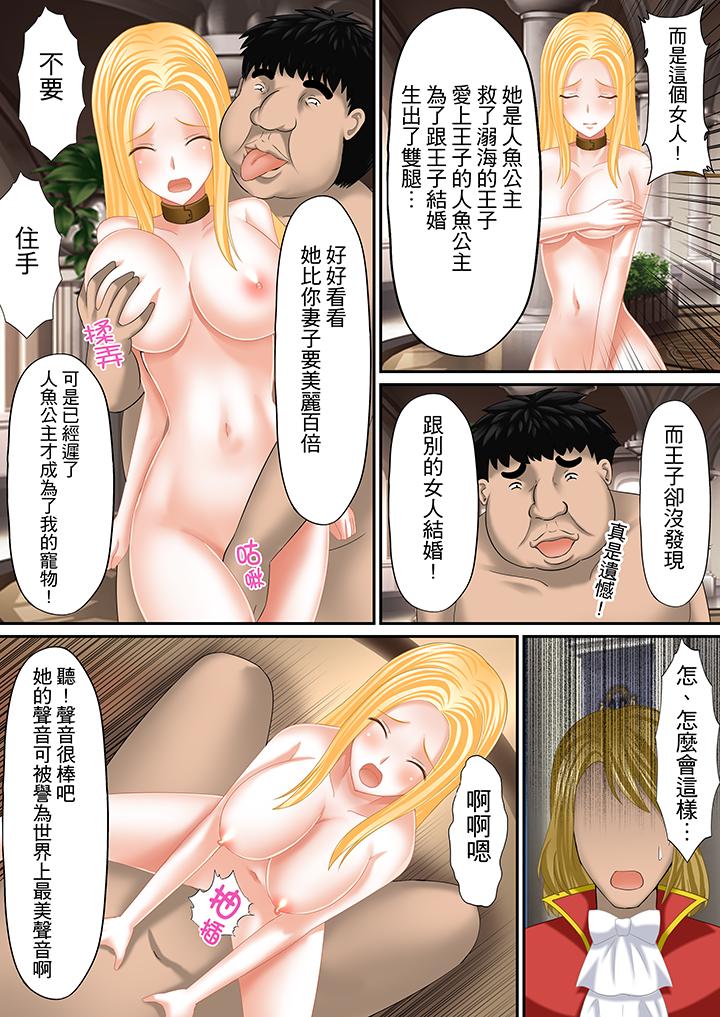 而是這個女人！
她是人魚公主
救了溺海的王子
愛上王子的人魚公主
為了跟王子結婚
生出了雙腿…
不要
住手
揉弄
好好看看
她比你妻子要美麗百倍
可是已經遲了
人魚公主才成為了我的寵物！
咕啾
而王子卻沒發現
跟別的女人結婚！
真是遺憾！
怎、怎麼會這樣…
啊啊嗯
抽插
聽！聲音很棒吧
她的聲音可被譽為世界上最美聲音啊